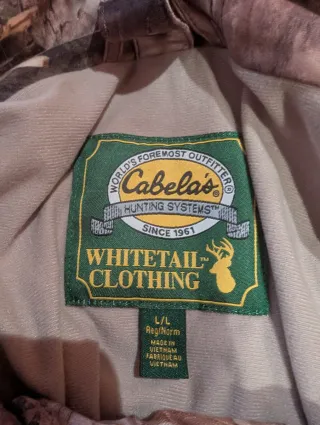 WORLD'S FOREMOST OUTFITTER®
Cabela's
HUNTING SYSTEMS™
SINCE 1961
WHITETAIL™
CLOTHING
L/L
Reg/Norm
MADE IN
VIETNAM
FABRIQUÉ AU
VIETNAM